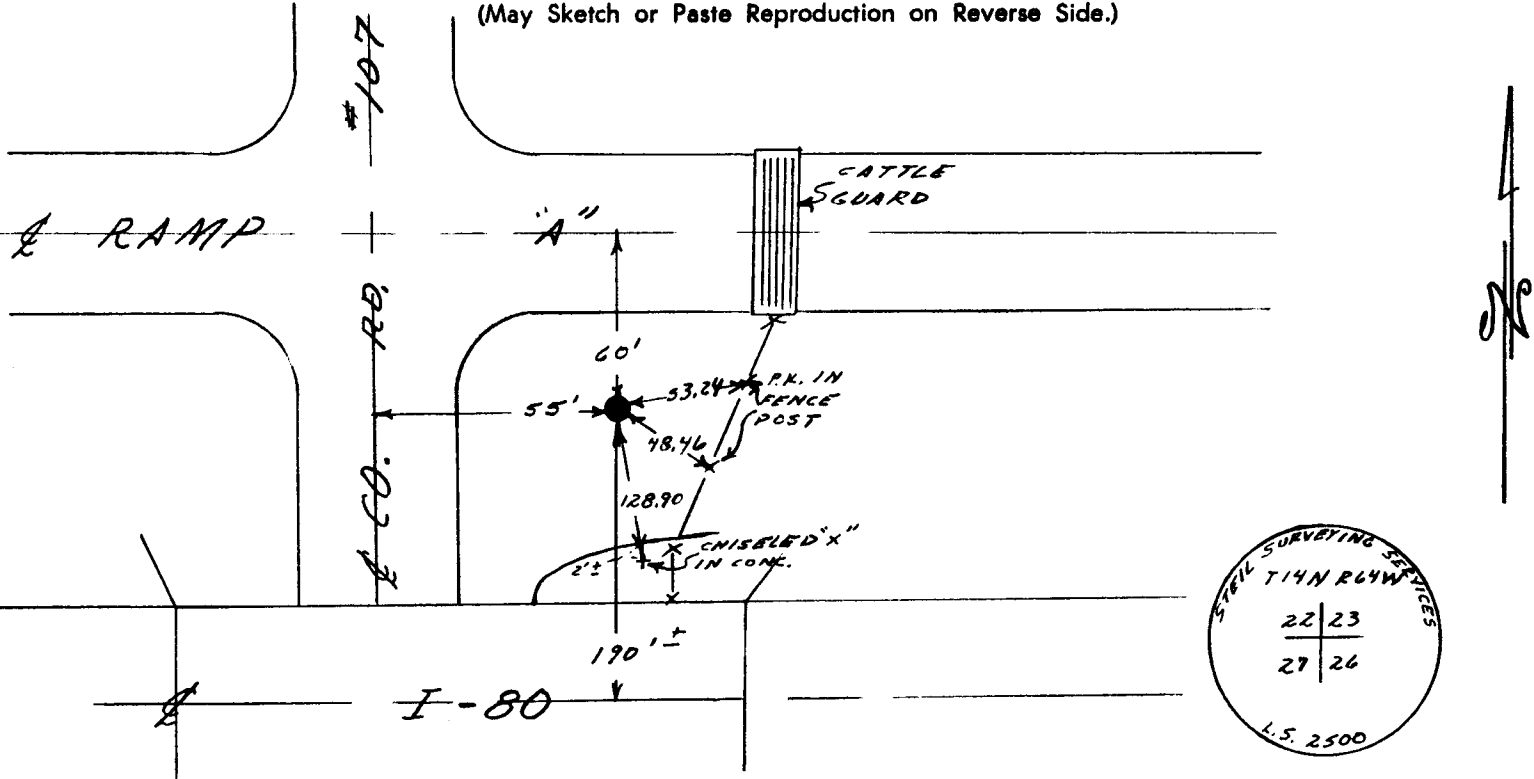 (May Sketch or Paste Reproduction on Reverse Side.)
#107
CATTLE
GUARD
℄ RAMP "A"
℄ CO. RD.
60'
53.24
P.K. IN
FENCE
POST
55'
48.46
128.90
CHISELED "X"
IN CONC.
2'±
190'±
℄ I-80
N
STEIL SURVEYING SERVICES
T14N R64W
22 23
27 26
L.S. 2500